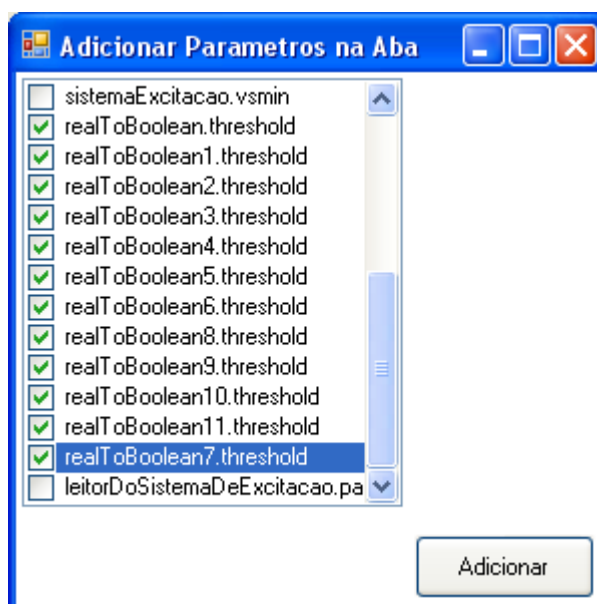 Adicionar Parametros na Aba
sistemaExcitacao.vsmin
realToBoolean.threshold
realToBoolean1.threshold
realToBoolean2.threshold
realToBoolean3.threshold
realToBoolean4.threshold
realToBoolean5.threshold
realToBoolean6.threshold
realToBoolean8.threshold
realToBoolean9.threshold
realToBoolean10.threshold
realToBoolean11.threshold
realToBoolean7.threshold
leitorDoSistemaDeExcitacao.pa
Adicionar